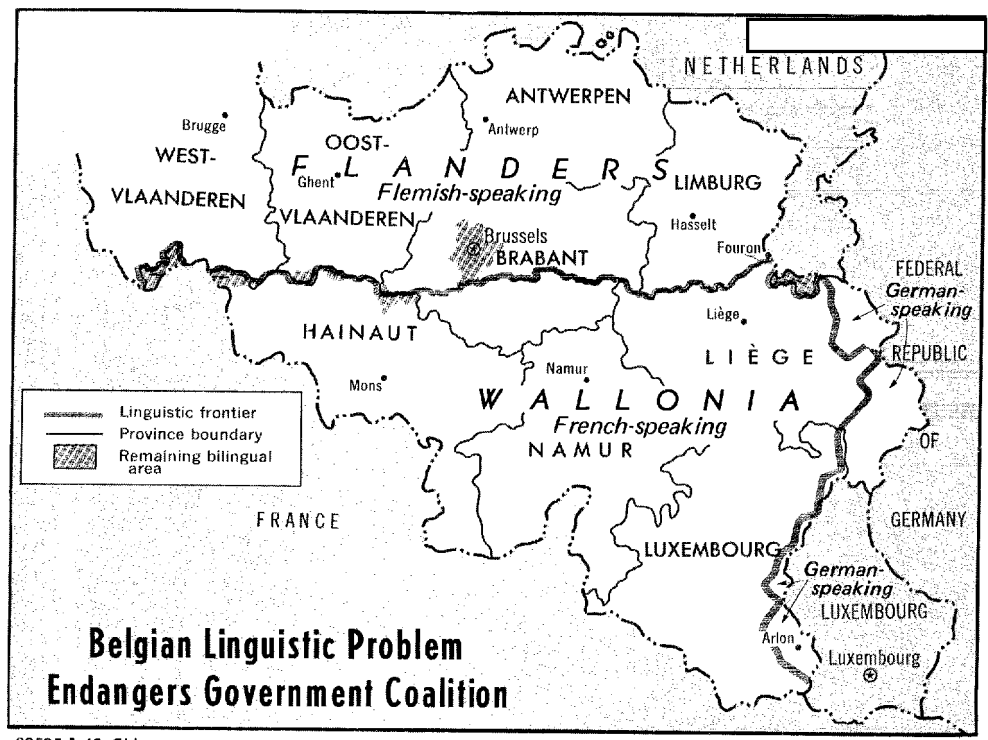 NETHERLANDS
ANTWERPEN
Antwerp
Brugge
WEST-
VLAANDEREN
OOST-
VLAANDEREN
Ghent
FLANDERS
Flemish-speaking
LIMBURG
Hasselt
Fouron
Brussels
BRABANT
FEDERAL
German-
speaking
REPUBLIC
OF
GERMANY
HAINAUT
Mons
Liège
LIÈGE
Namur
WALLONIA
French-speaking
NAMUR
Linguistic frontier
Province boundary
Remaining bilingual
area
FRANCE
LUXEMBOURG
German-
speaking
LUXEMBOURG
Arlon
Luxembourg
Belgian Linguistic Problem
Endangers Government Coalition